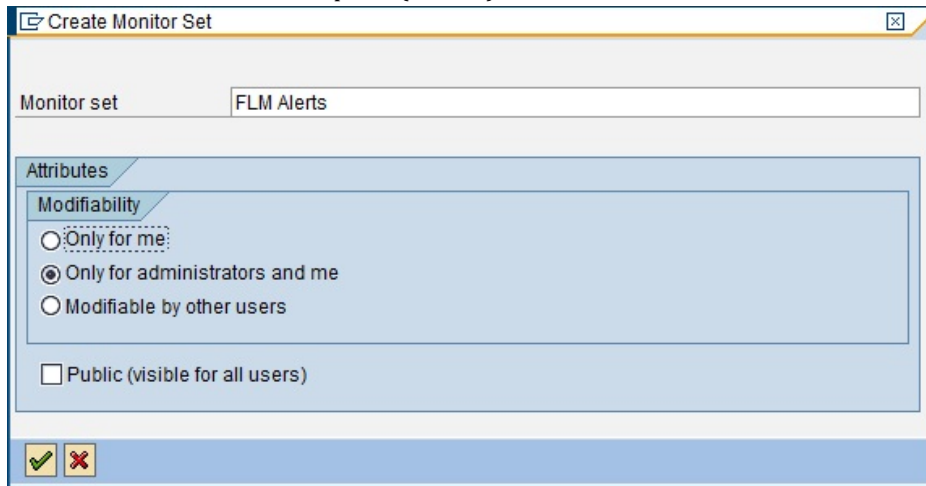 Create Monitor Set
Monitor set FLM Alerts
Attributes
Modifiability
Only for me
Only for administrators and me
Modifiable by other users
Public (visible for all users)